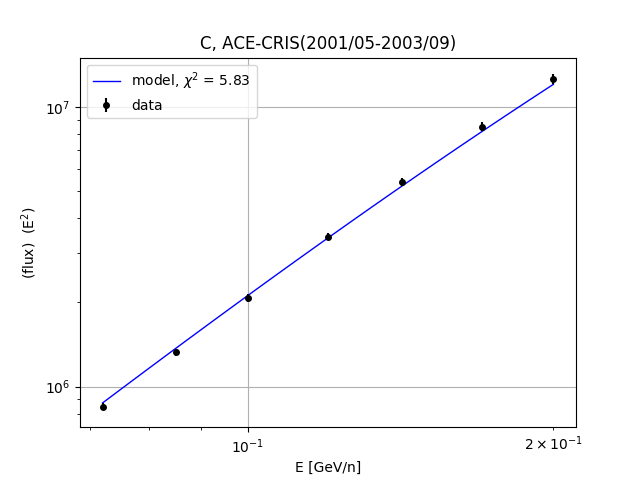 C, ACE-CRIS(2001/05-2003/09)
model, χ² = 5.83
data
10⁷
10⁶
(flux) (E²)
10⁻¹
2 × 10⁻¹
E [GeV/n]